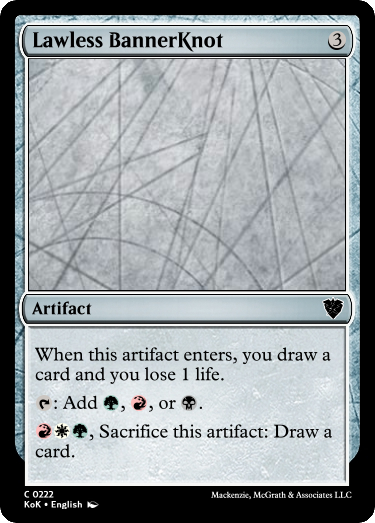 Lawless BannerKnot 3
Artifact
When this artifact enters, you draw a
card and you lose 1 life.
: Add , , or .
, Sacrifice this artifact: Draw a
card.
C 0222
KoK • English Mackenzie, McGrath & Associates LLC